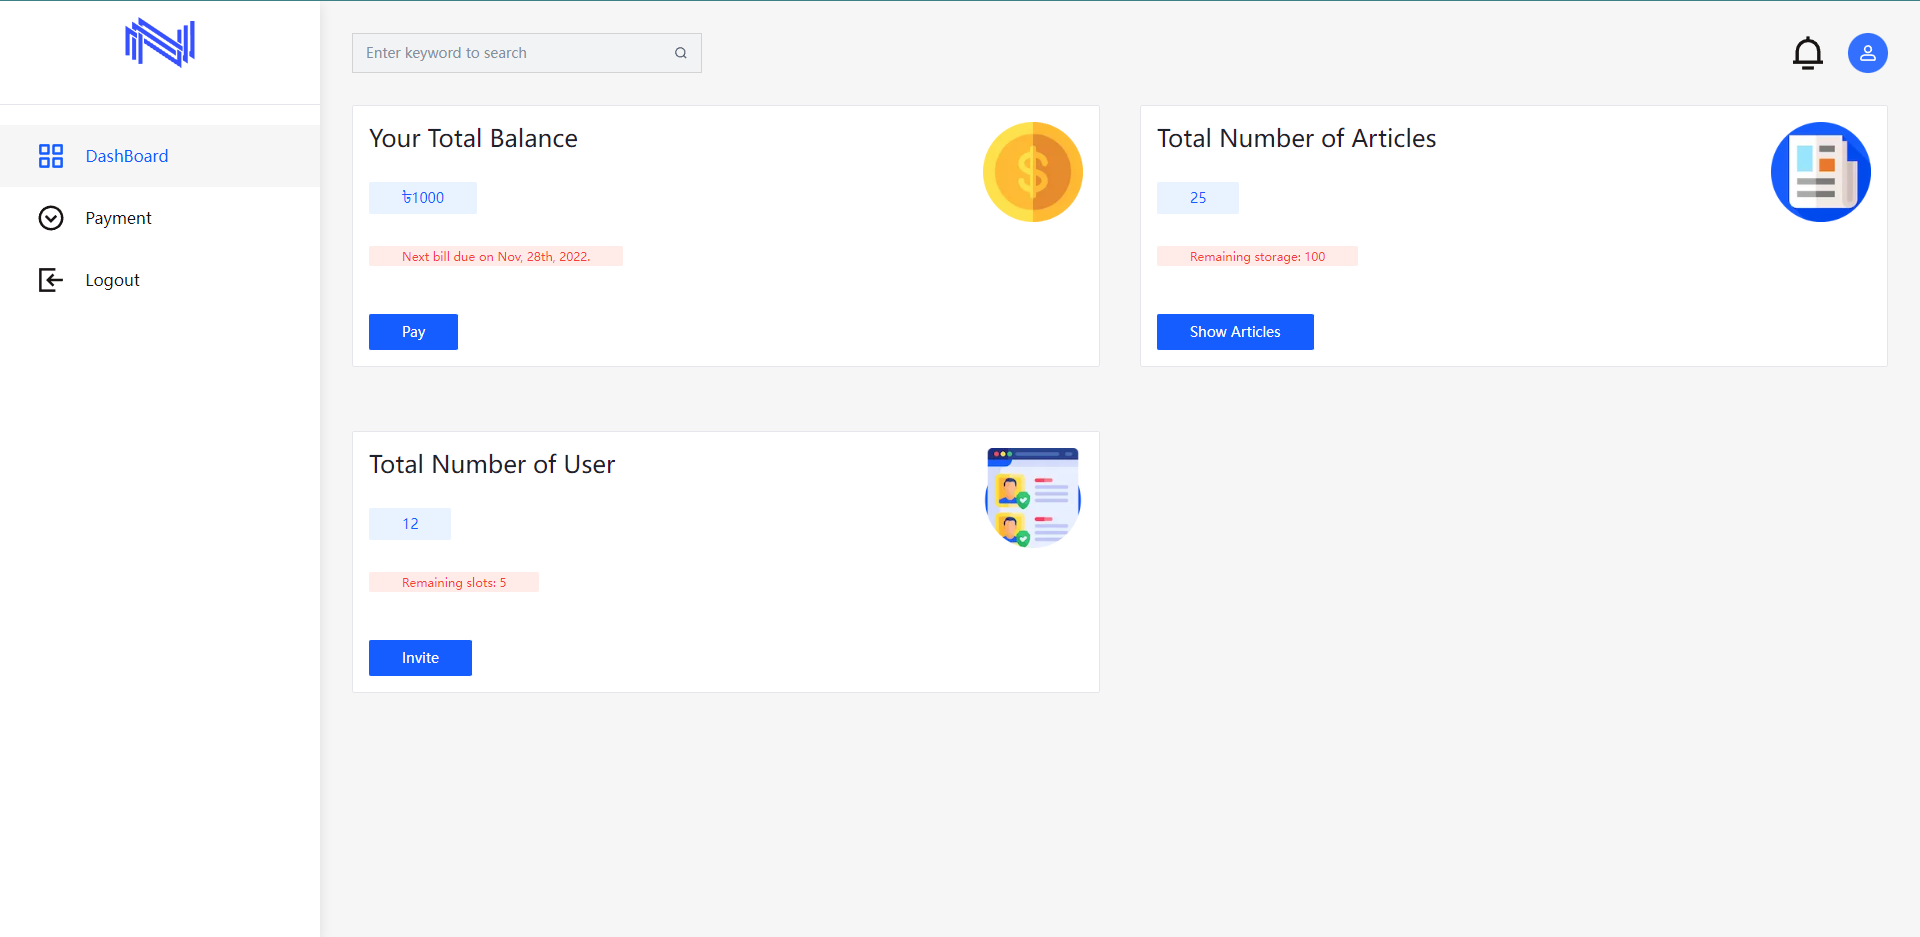 Enter keyword to search
DashBoard
Payment
Logout
Your Total Balance
৳1000
Next bill due on Nov, 28th, 2022.
Pay
Total Number of Articles
25
Remaining storage: 100
Show Articles
Total Number of User
12
Remaining slots: 5
Invite